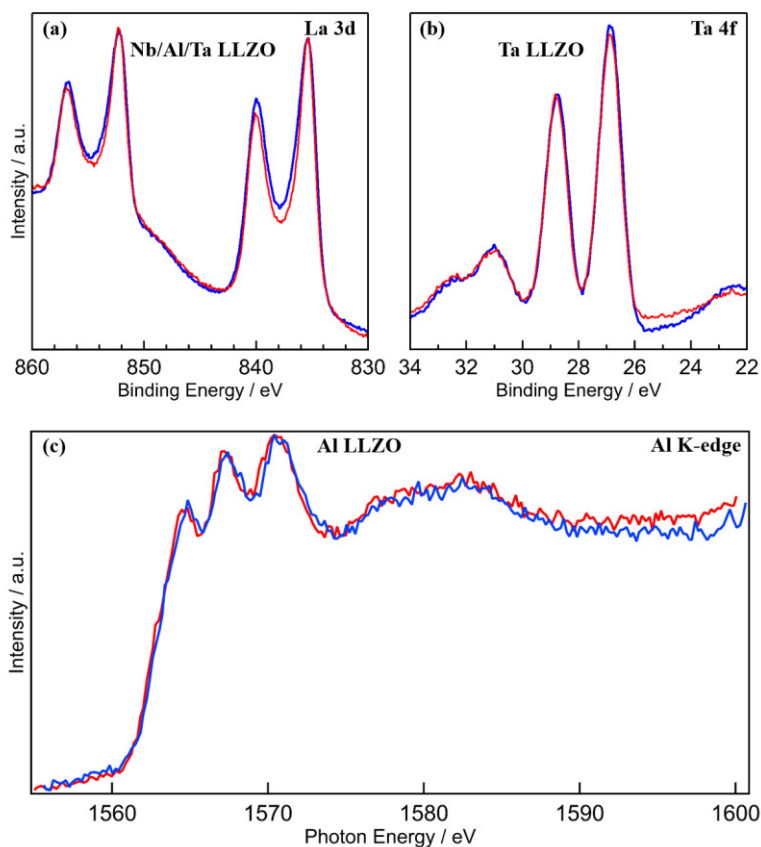 (a) La 3d
Nb/Al/Ta LLZO
Intensity / a.u.
860 850 840 830
Binding Energy / eV
(b) Ta 4f
Ta LLZO
34 32 30 28 26 24 22
Binding Energy / eV
(c) Al LLZO Al K-edge
Intensity / a.u.
1560 1570 1580 1590 1600
Photon Energy / eV